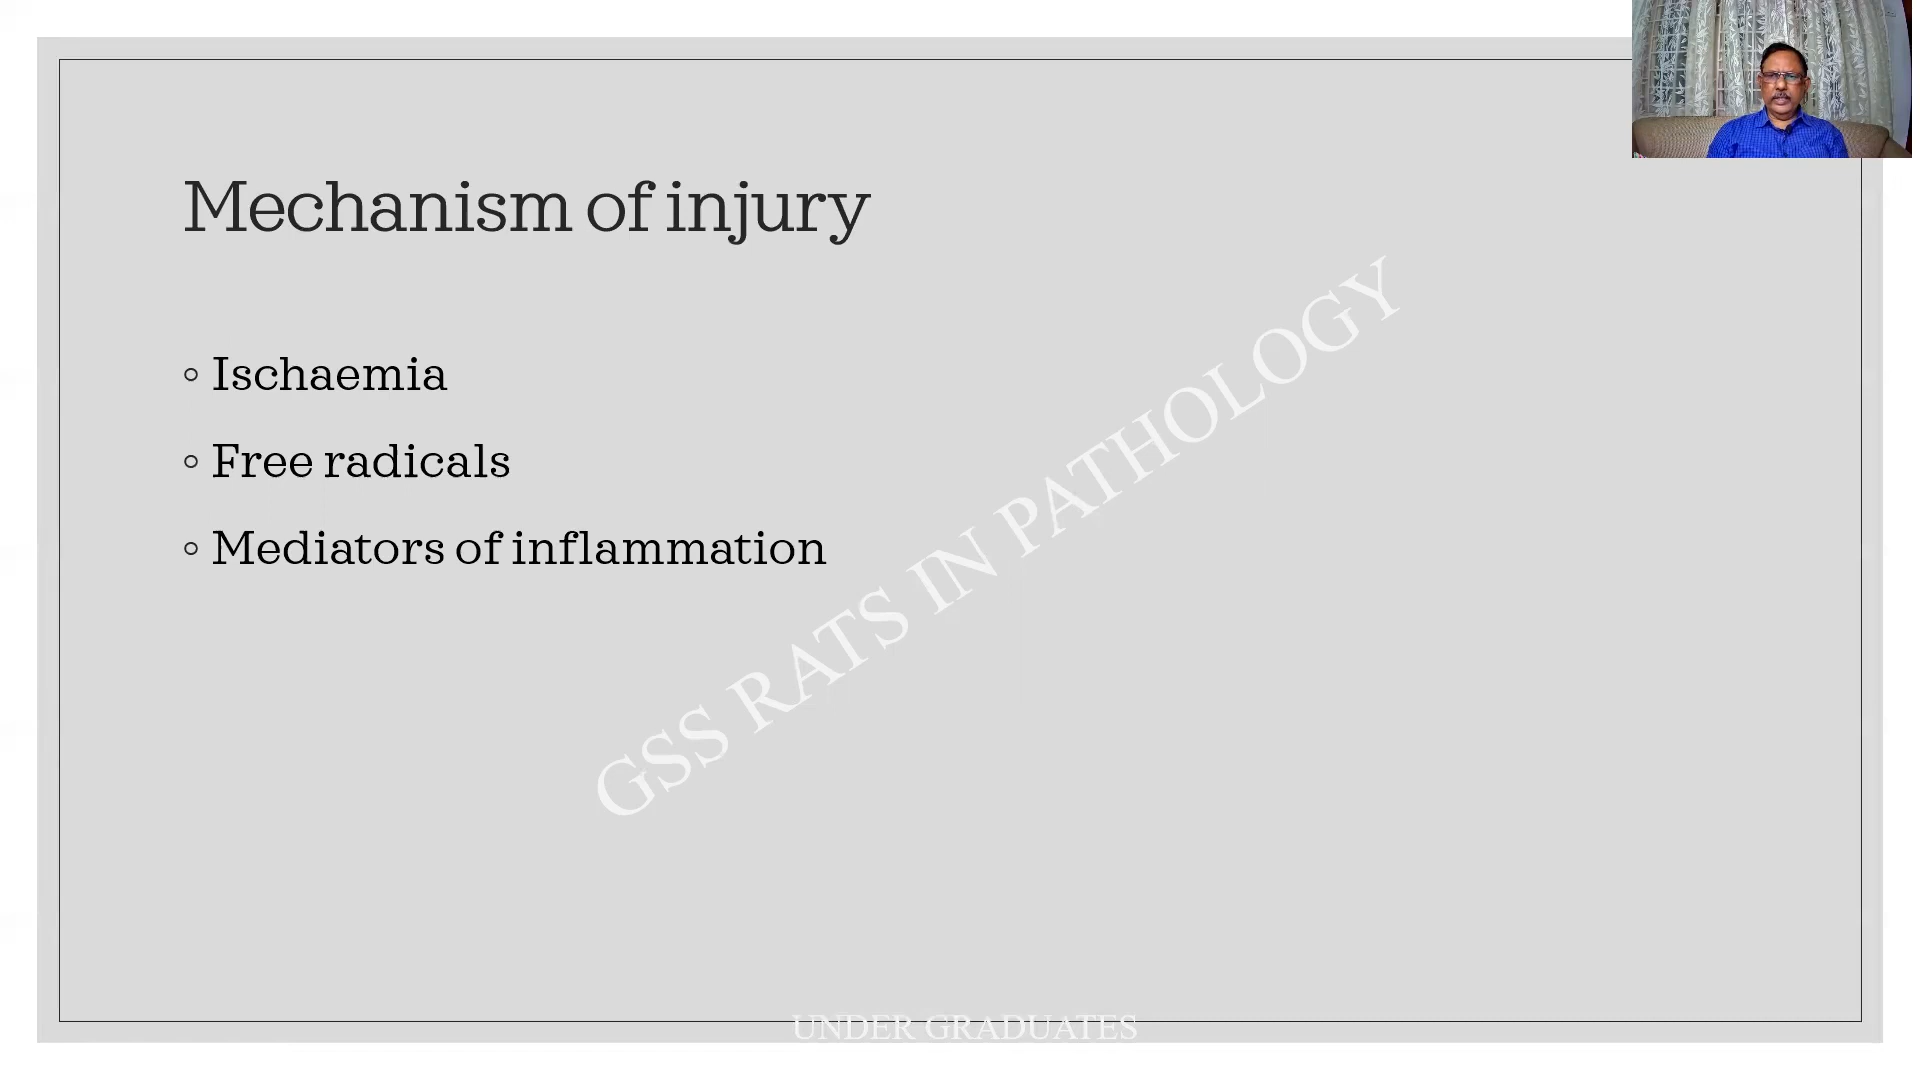 Mechanism of injury
◦ Ischaemia
◦ Free radicals
◦ Mediators of inflammation
GSS RATS IN PATHOLOGY
UNDER GRADUATES